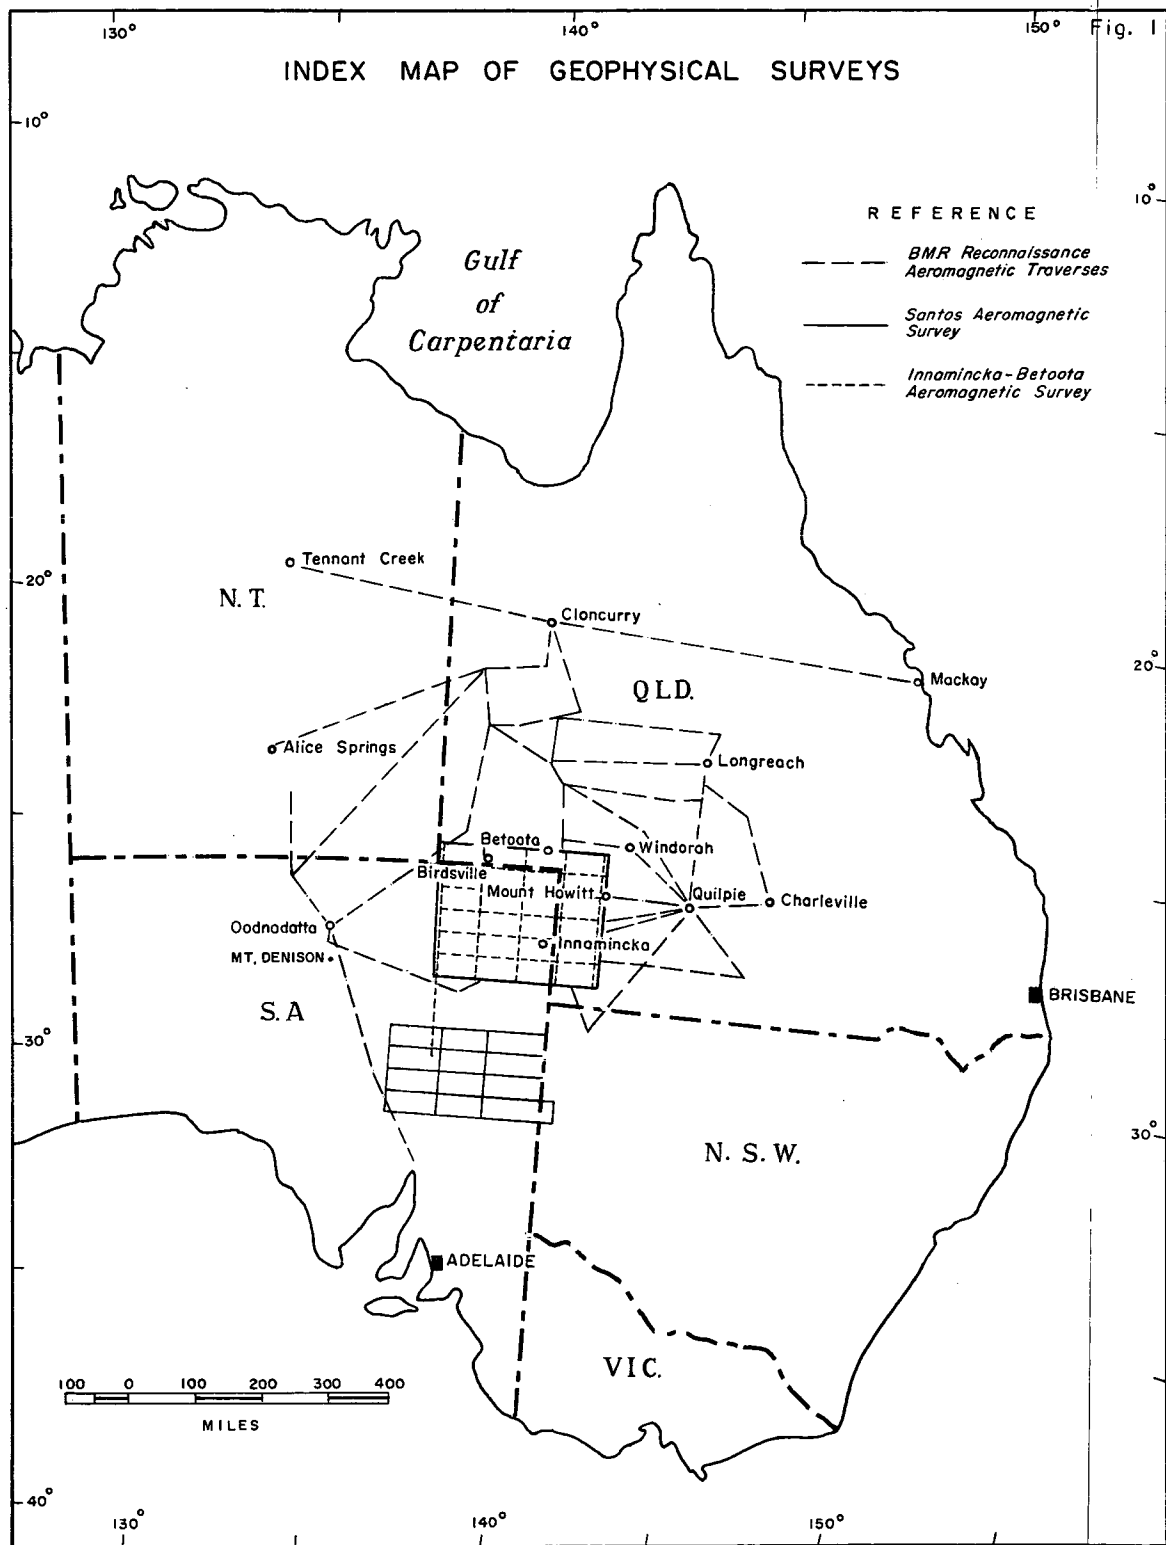 130° 140° 150° Fig. 1
INDEX MAP OF GEOPHYSICAL SURVEYS
10°
10°
REFERENCE
BMR Reconnaissance
Aeromagnetic Traverses
Santos Aeromagnetic
Survey
Innamincka-Betoota
Aeromagnetic Survey
Gulf
of
Carpentaria
Tennant Creek
20°
N.T.
Cloncurry
20°
Mackay
QLD.
Alice Springs
Longreach
Betoota
Windorah
Birdsville
Mount Howitt
Quilpie
Charleville
Oodnadatta
Innamincka
MT. DENISON
BRISBANE
S.A
30°
30°
N.S.W.
ADELAIDE
VIC.
100 0 100 200 300 400
MILES
40°
130° 140° 150°